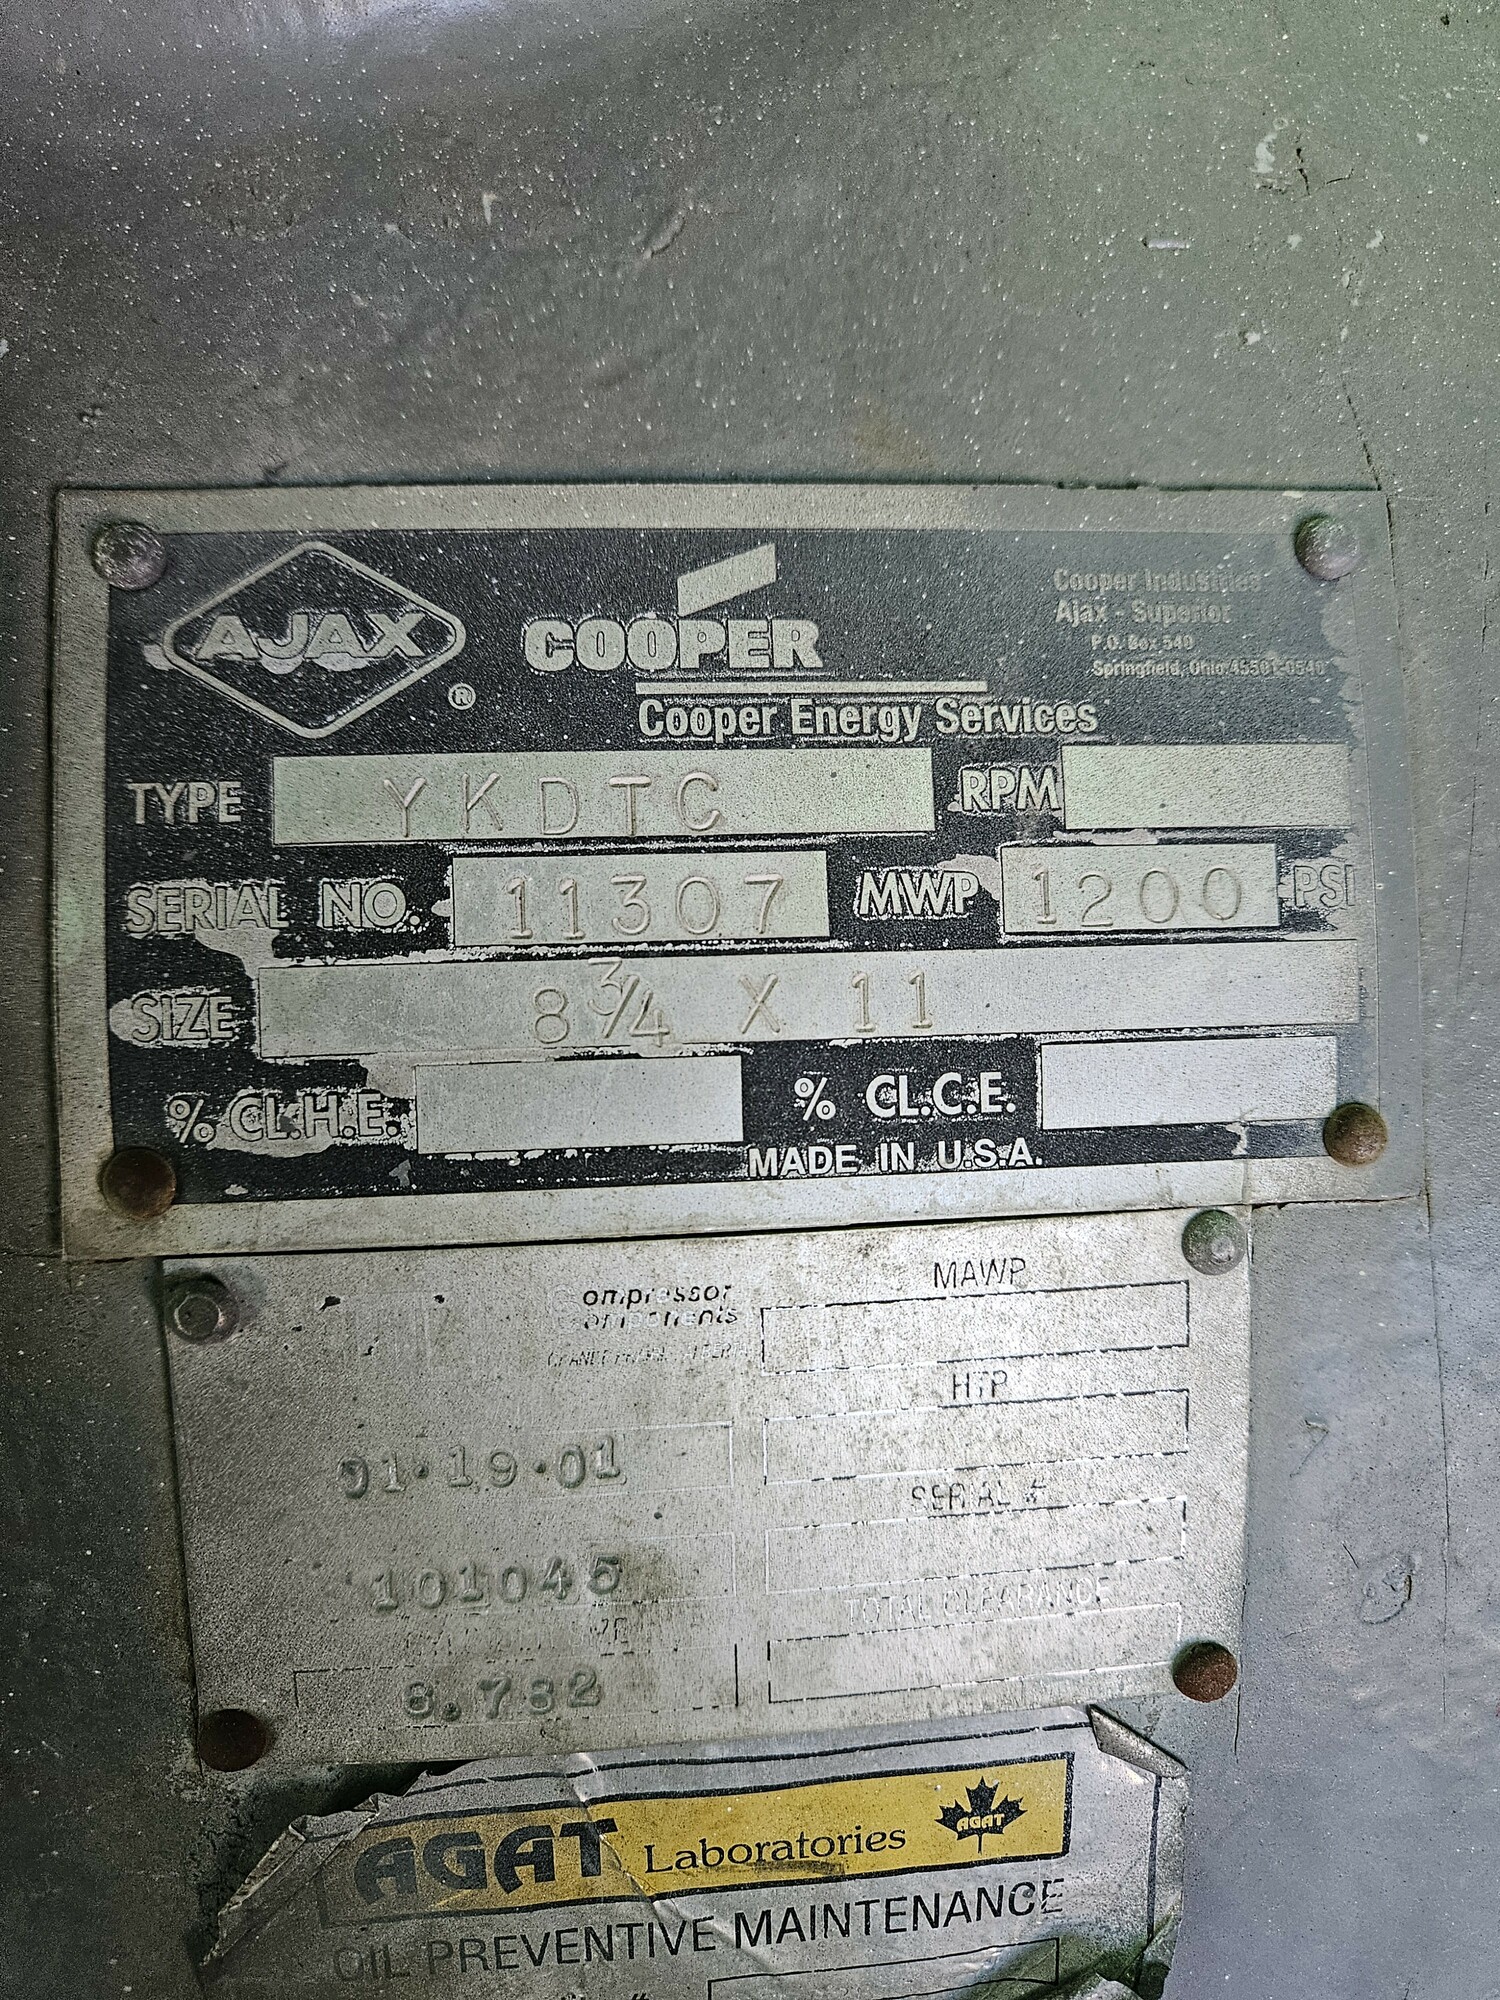 AJAX ®
COOPER
Cooper Energy Services
Cooper Industries
Ajax - Superior
P.O. Box 540
Springfield, Ohio 45501-0540
TYPE YKDTC RPM
SERIAL NO. 11307 MWP 1200 PSI
SIZE 8 3/4 X 11
% CL.H.E. % CL.C.E.
MADE IN U.S.A.
ompressor
omponents
MAWP
HTP
01·19·01
SERIAL #
101045
TOTAL CLEARANCE
8.782
AGAT Laboratories AGAT
OIL PREVENTIVE MAINTENANCE